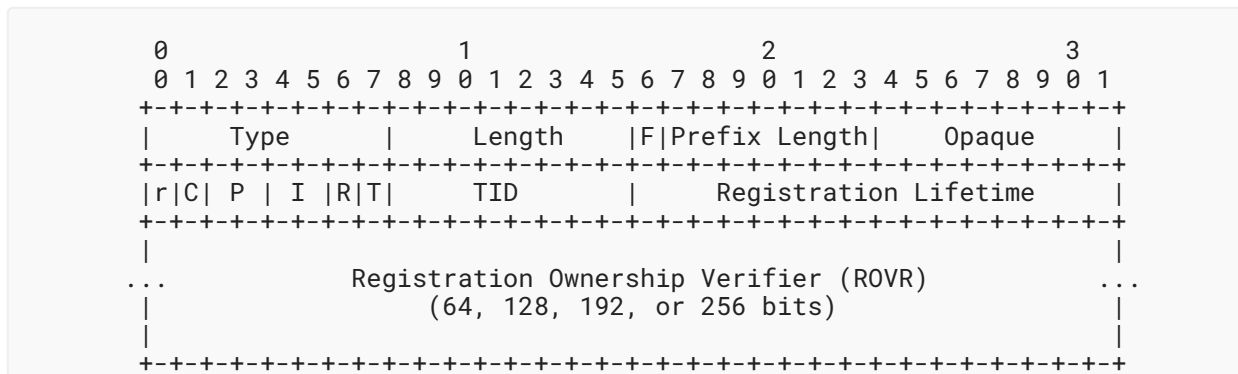 0                   1                   2                   3
 0 1 2 3 4 5 6 7 8 9 0 1 2 3 4 5 6 7 8 9 0 1 2 3 4 5 6 7 8 9 0 1
+-+-+-+-+-+-+-+-+-+-+-+-+-+-+-+-+-+-+-+-+-+-+-+-+-+-+-+-+-+-+-+-+
|     Type      |     Length    |F|Prefix Length|    Opaque     |
+-+-+-+-+-+-+-+-+-+-+-+-+-+-+-+-+-+-+-+-+-+-+-+-+-+-+-+-+-+-+-+-+
|r|C| P | I |R|T|     TID       |     Registration Lifetime     |
+-+-+-+-+-+-+-+-+-+-+-+-+-+-+-+-+-+-+-+-+-+-+-+-+-+-+-+-+-+-+-+-+
|                                                               |
...            Registration Ownership Verifier (ROVR)           ...
|                  (64, 128, 192, or 256 bits)                  |
|                                                               |
+-+-+-+-+-+-+-+-+-+-+-+-+-+-+-+-+-+-+-+-+-+-+-+-+-+-+-+-+-+-+-+-+